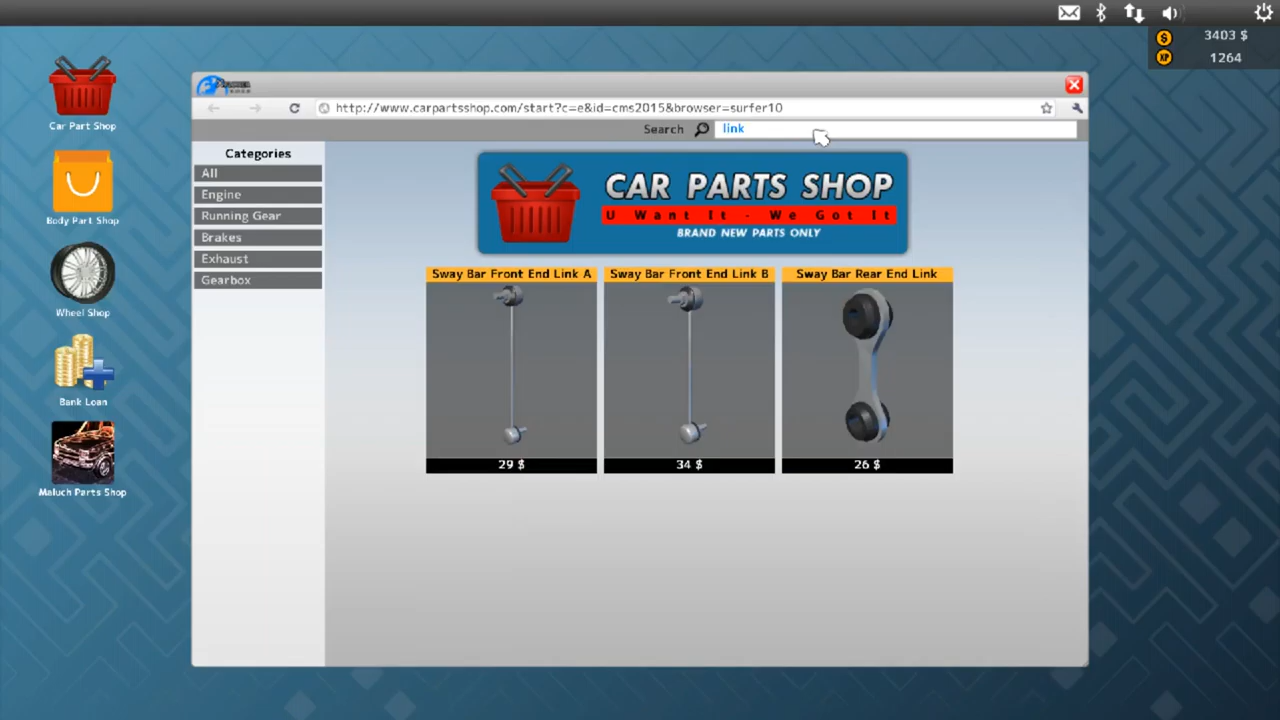 3403 $
1264
http://www.carpartsshop.com/start?c=e&id=cms2015&browser=surfer10
Search
link
Car Part Shop
Body Part Shop
Wheel Shop
Bank Loan
Maluch Parts Shop
Categories
All
Engine
Running Gear
Brakes
Exhaust
Gearbox
CAR PARTS SHOP
U Want It - We Got It
BRAND NEW PARTS ONLY
Sway Bar Front End Link A
29 $
Sway Bar Front End Link B
34 $
Sway Bar Rear End Link
26 $